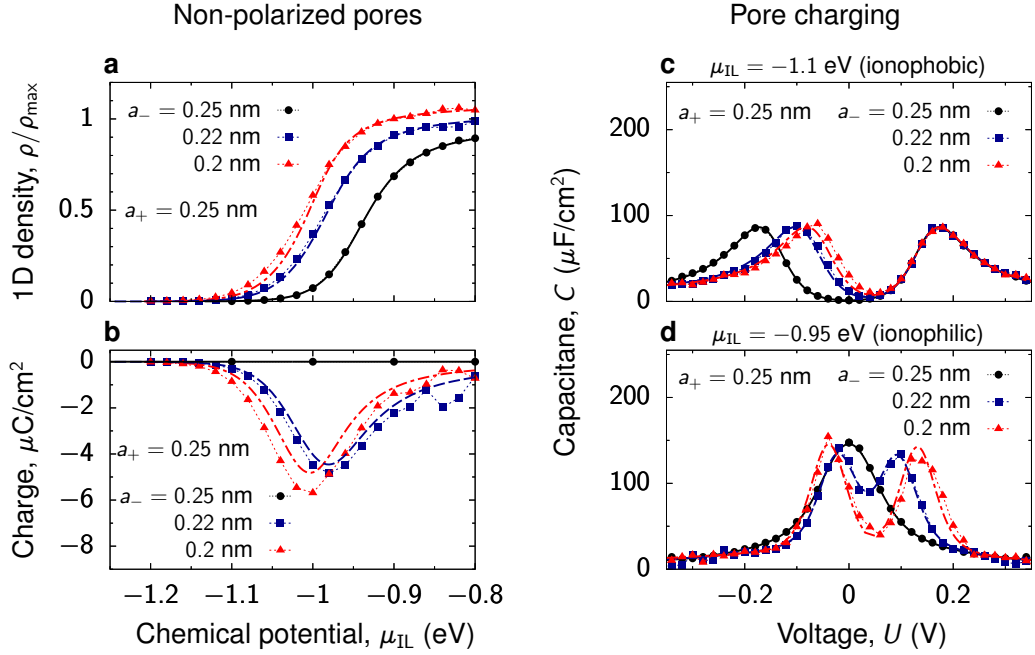 Non-polarized pores
Pore charging
a
1D density, ρ/ρmax
1
0.5
0
a₋ = 0.25 nm
0.22 nm
0.2 nm
a₊ = 0.25 nm
b
Charge, μC/cm²
0
−2
−4
−6
−8
a₊ = 0.25 nm
a₋ = 0.25 nm
0.22 nm
0.2 nm
−1.2 −1.1 −1 −0.9 −0.8
Chemical potential, μIL (eV)
c μIL = −1.1 eV (ionophobic)
Capacitane, C (μF/cm²)
200
100
0
a₊ = 0.25 nm a₋ = 0.25 nm
0.22 nm
0.2 nm
d μIL = −0.95 eV (ionophilic)
200
100
0
a₊ = 0.25 nm a₋ = 0.25 nm
0.22 nm
0.2 nm
−0.2 0 0.2
Voltage, U (V)